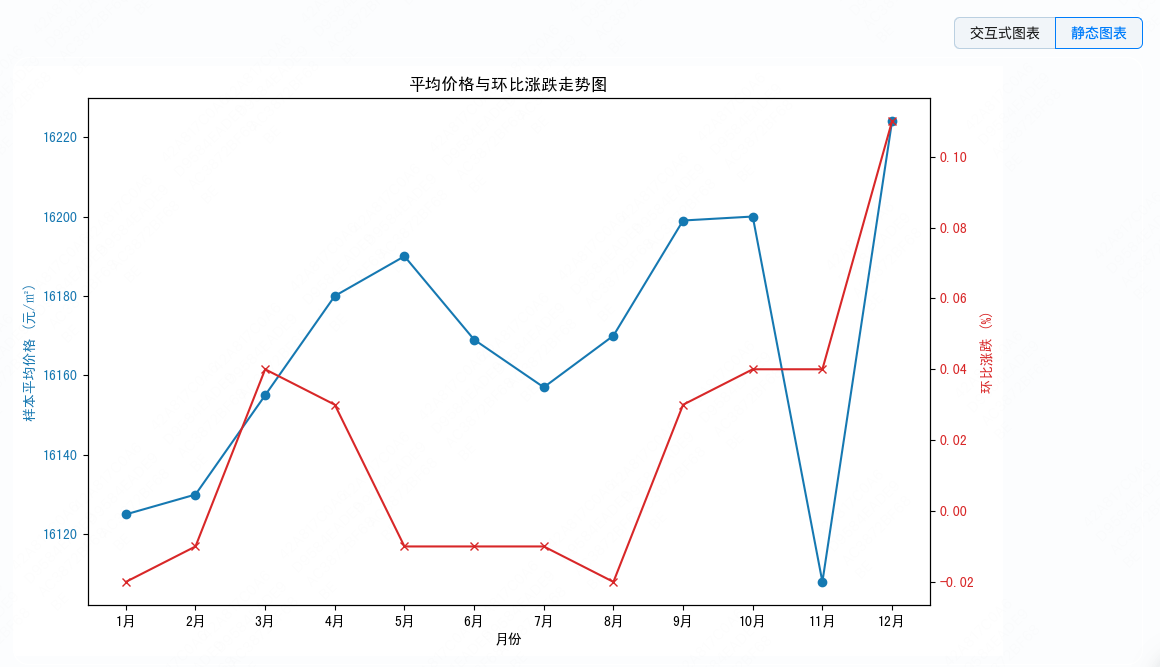 交互式图表 静态图表
平均价格与环比涨跌走势图
样本平均价格 (元/㎡)
16220
16200
16180
16160
16140
16120
0.10
0.08
0.06
0.04
0.02
0.00
-0.02
环比涨跌 (%)
1月 2月 3月 4月 5月 6月 7月 8月 9月 10月 11月 12月
月份